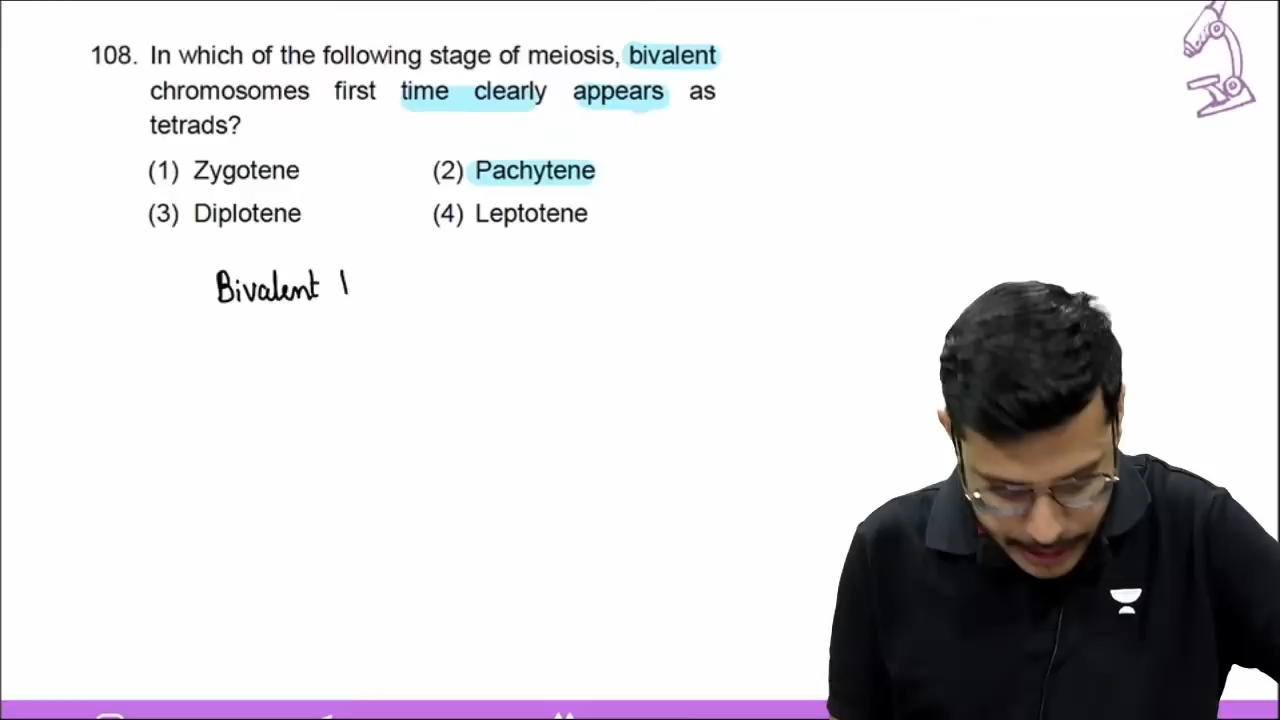 108. In which of the following stage of meiosis, bivalent
chromosomes first time clearly appears as
tetrads?
(1) Zygotene (2) Pachytene
(3) Diplotene (4) Leptotene
Bivalent |